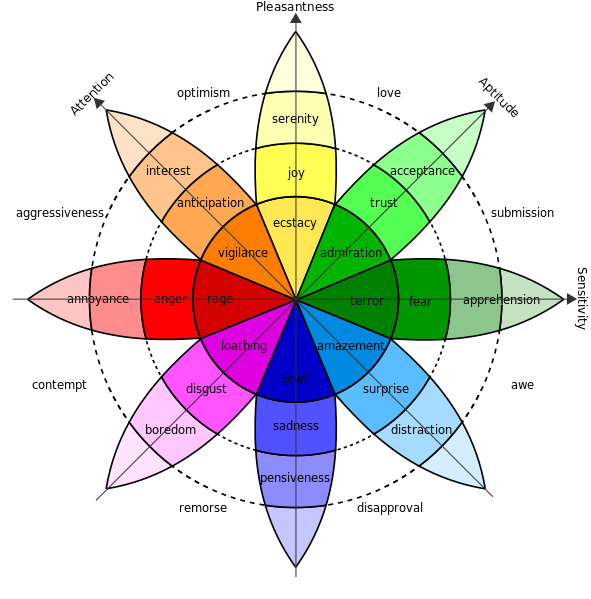 Pleasantness
optimism
love
Attention
Aptitude
serenity
interest
joy
acceptance
anticipation
trust
aggressiveness
submission
ecstacy
vigilance
admiration
annoyance
anger
rage
terror
fear
apprehension
Sensitivity
loathing
amazement
grief
disgust
surprise
contempt
awe
boredom
sadness
distraction
pensiveness
remorse
disapproval